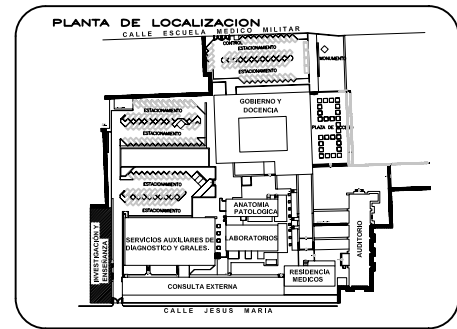 PLANTA DE LOCALIZACION
CALLE ESCUELA MEDICO MILITAR
CONTROL
ESTACIONAMIENTO
MONUMENTO
ESTACIONAMIENTO
GOBIERNO Y
DOCENCIA
ESTACIONAMIENTO
PLAZA DE
ESTACIONAMIENTO
ESTACIONAMIENTO
ANATOMIA
PATOLOGICA
ESTACIONAMIENTO
LABORATORIOS
SERVICIOS AUXILIARES DE
DIAGNOSTICO Y GRALES.
AUDITORIO
INVESTIGACIÓN Y
ENSEÑANZA
RESIDENCIA
MEDICOS
CONSULTA EXTERNA
CALLE JESUS MARIA